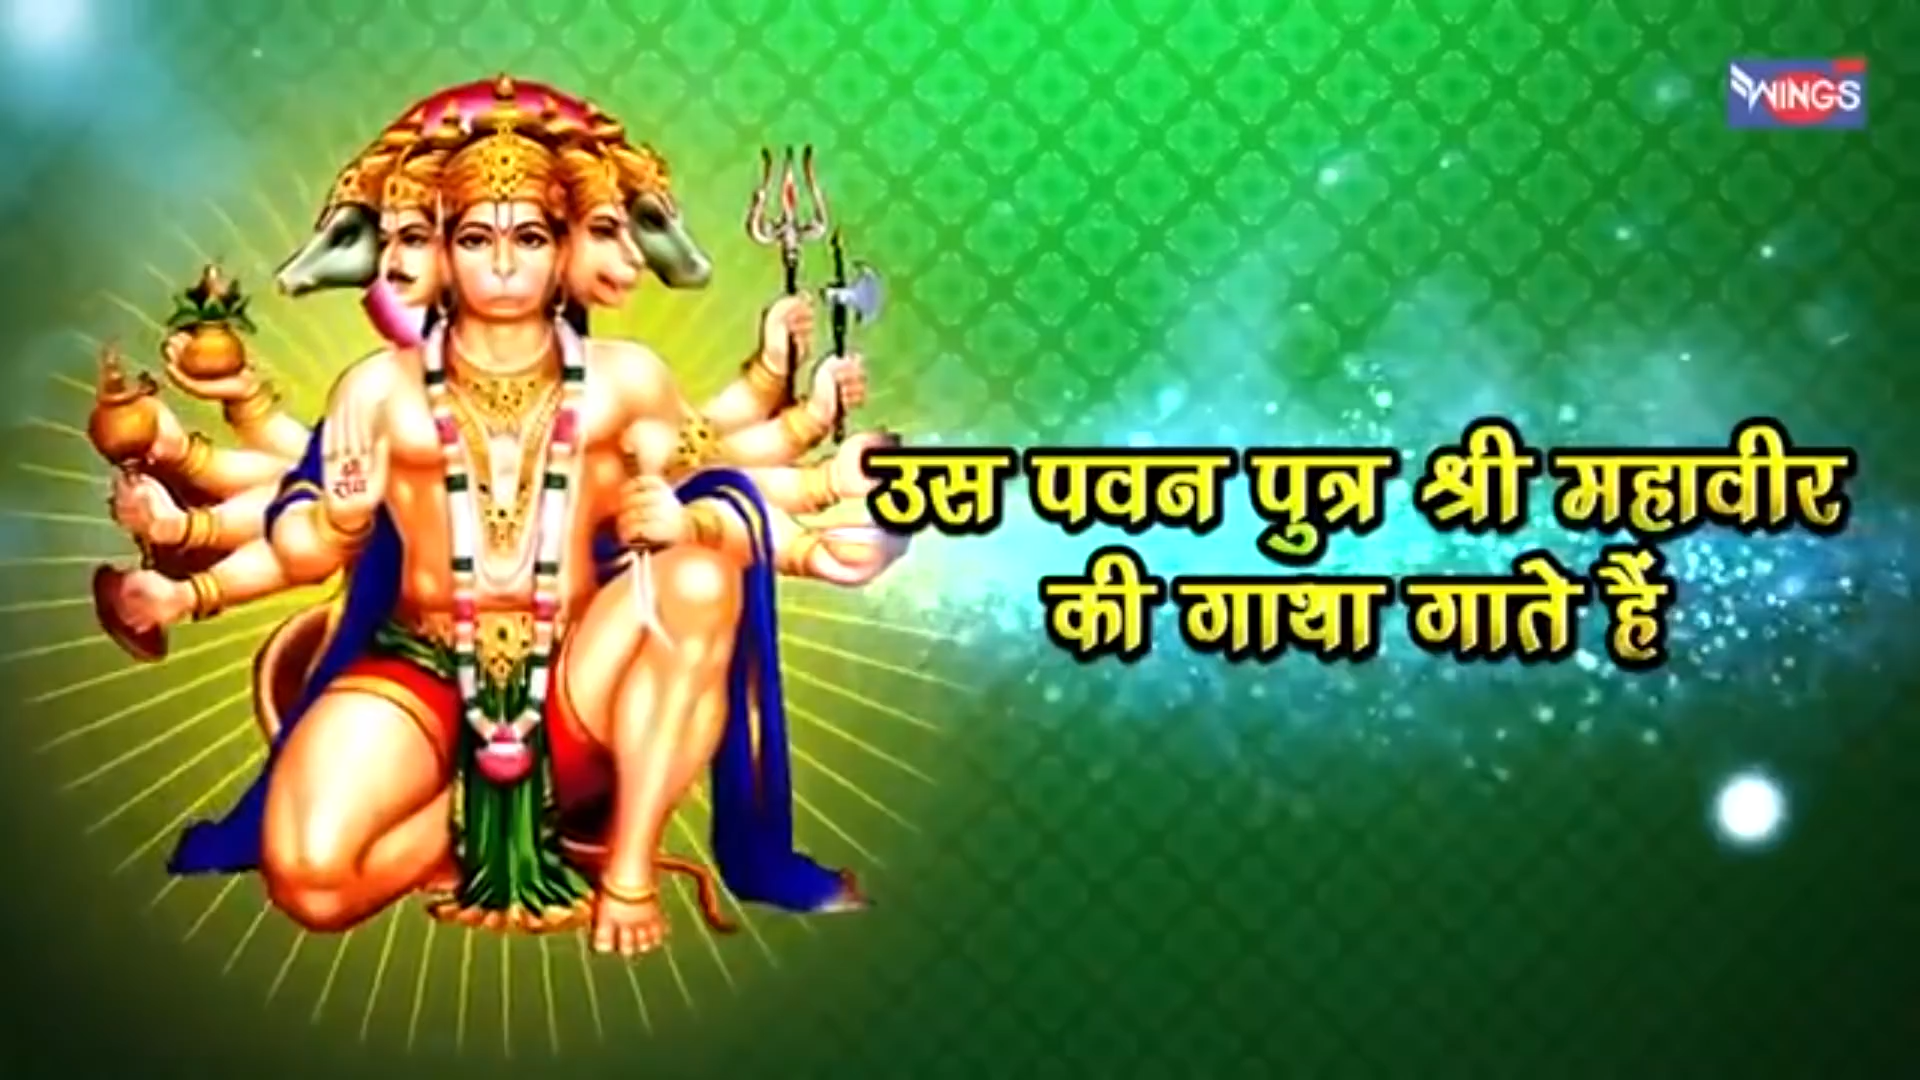 WINGS
श्री
राम
उस पवन पुत्र श्री महावीर
की गाथा गाते हैं